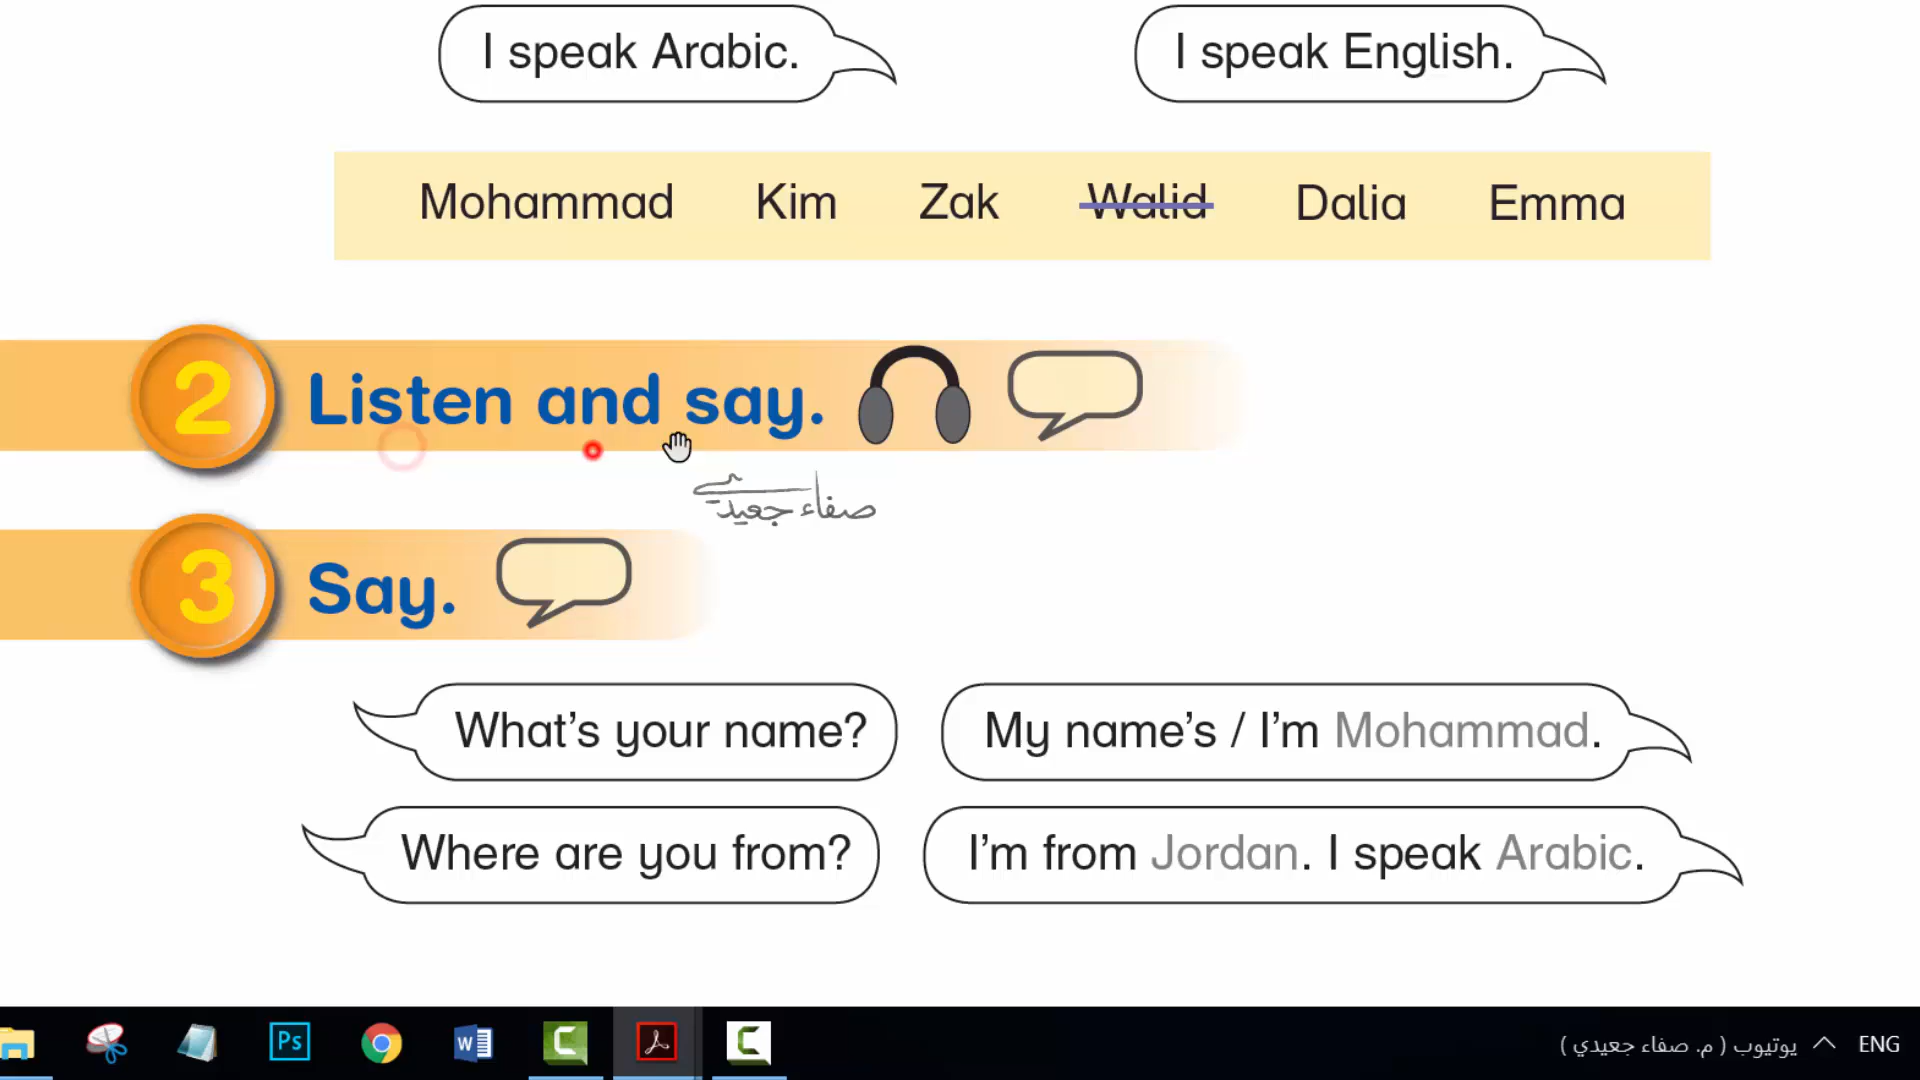 I speak Arabic. I speak English.
Mohammad Kim Zak Walid Dalia Emma
2 Listen and say.
صفاء جعيدي
3 Say.
What's your name? My name's / I'm Mohammad.
Where are you from? I'm from Jordan. I speak Arabic.
Ps W يوتيوب ( م. صفاء جعيدي ) ENG